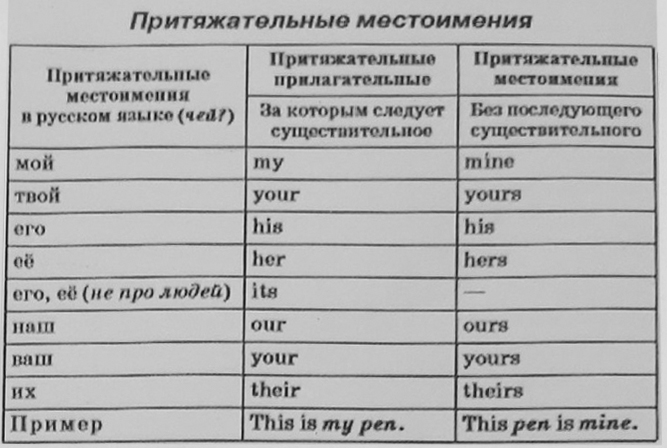 Притяжательные местоимения
Притяжательные
местоимения
в русском языке (чей?)
Притяжательные
прилагательные
Притяжательные
местоимения
За которым следует
существительное
Без последующего
существительного
мой my mine
твой your yours
его his his
её her hers
его, её (не про людей) its —
наш our ours
ваш your yours
их their theirs
Пример This is my pen. This pen is mine.